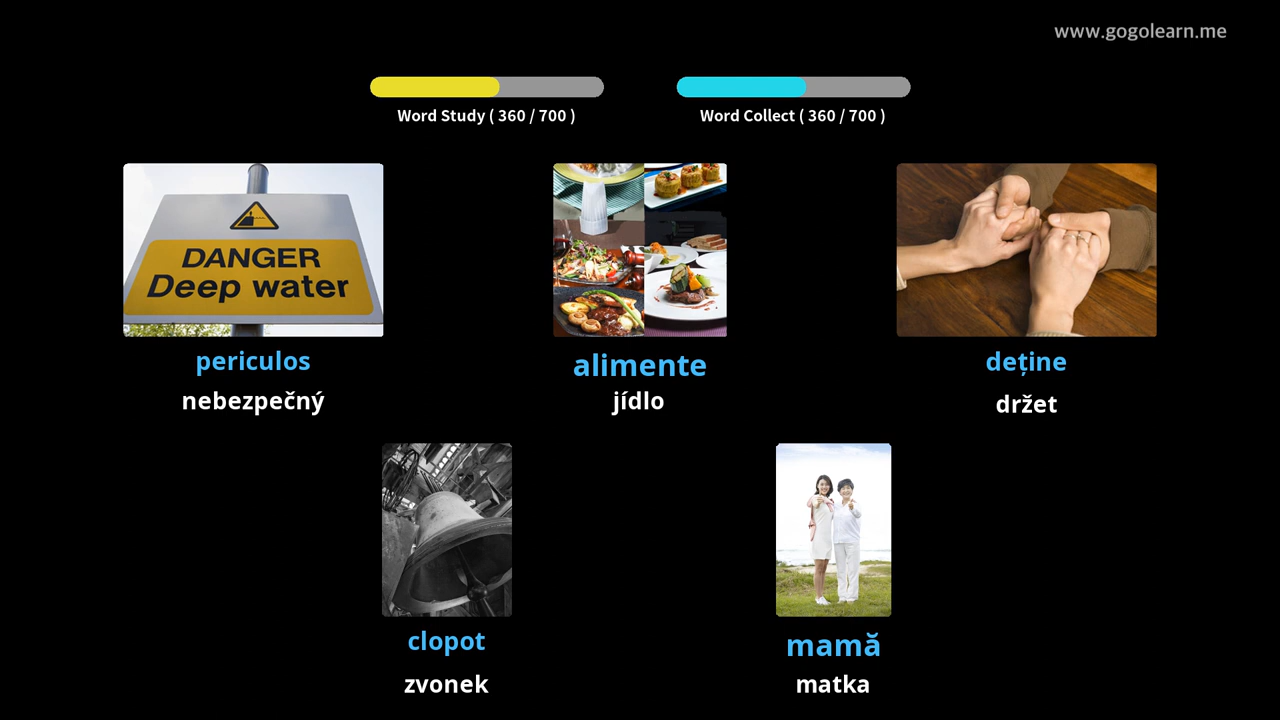 www.gogolearn.me
Word Study ( 360 / 700 )
Word Collect ( 360 / 700 )
DANGER
Deep water
periculos
nebezpečný
alimente
jídlo
deține
držet
clopot
zvonek
mamă
matka